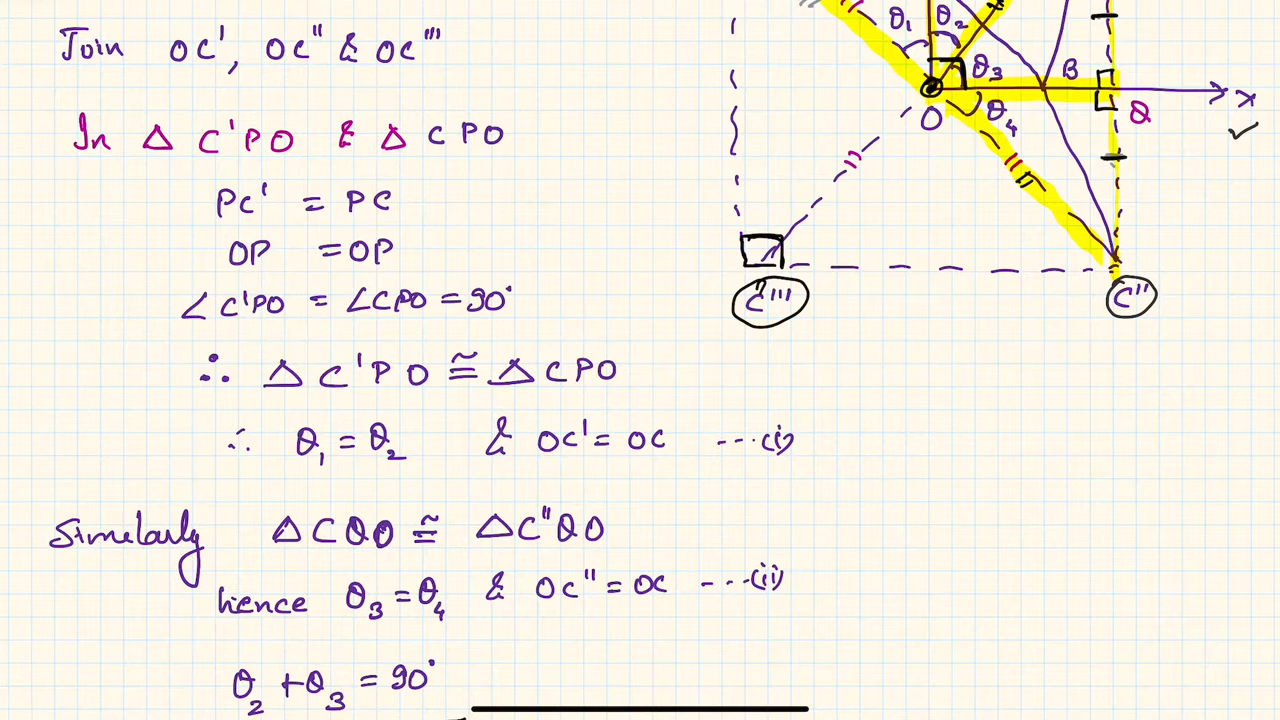 Join OC', OC'' & OC'''
In △ C'PO & △ CPO
PC' = PC
OP = OP
∠C'PO = ∠CPO = 90°
∴ △ C'PO ≅ △ CPO
∴ θ₁ = θ₂ & OC' = OC ----(i)
Similarly △ CQO ≅ △ C''QO
hence θ₃ = θ₄ & OC'' = OC ----(ii)
θ₂ + θ₃ = 90°
θ₁ θ₂
θ₃ B
O θ₄ Q X
C''' C''